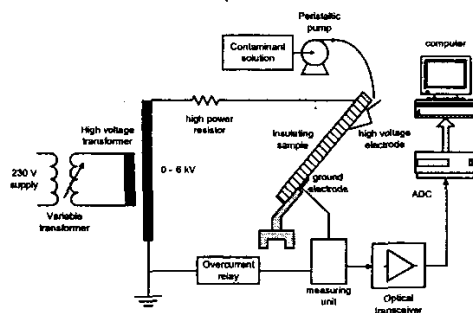 Peristaltic
pump
Contaminant
solution
computer
high power
resistor
High voltage
transformer
Insulating
sample
high voltage
electrode
230 V
supply
0 - 6 kV
ground
electrode
ADC
Variable
transformer
Overcurrent
relay
measuring
unit
Optical
transceiver